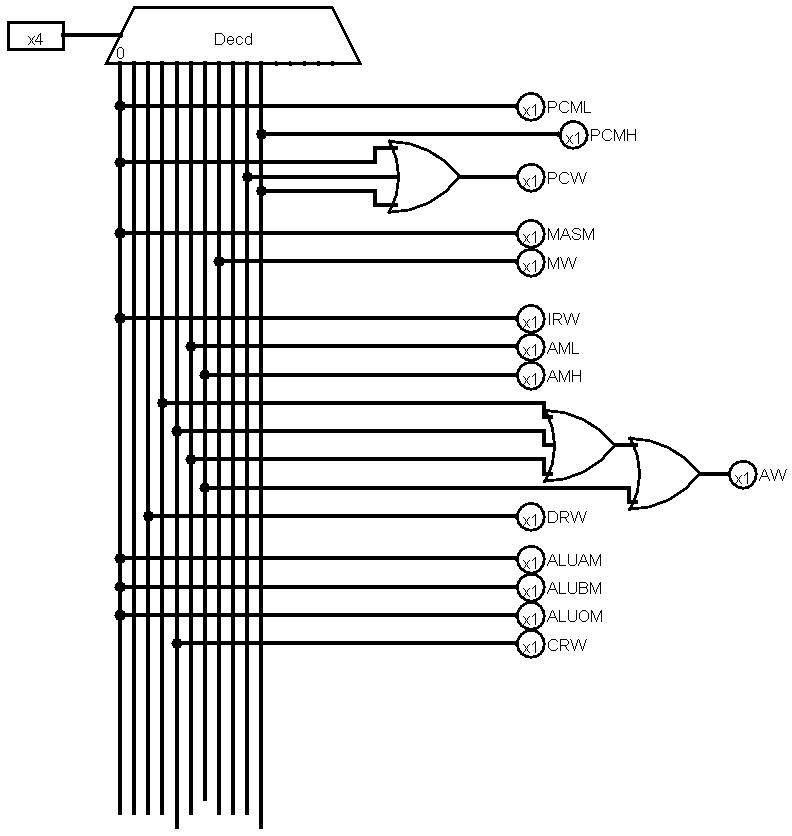 x4
Decd
0
x1 PCML
x1 PCMH
x1 PCW
x1 MASM
x1 MW
x1 IRW
x1 AML
x1 AMH
x1 AW
x1 DRW
x1 ALUAM
x1 ALUBM
x1 ALUOM
x1 CRW